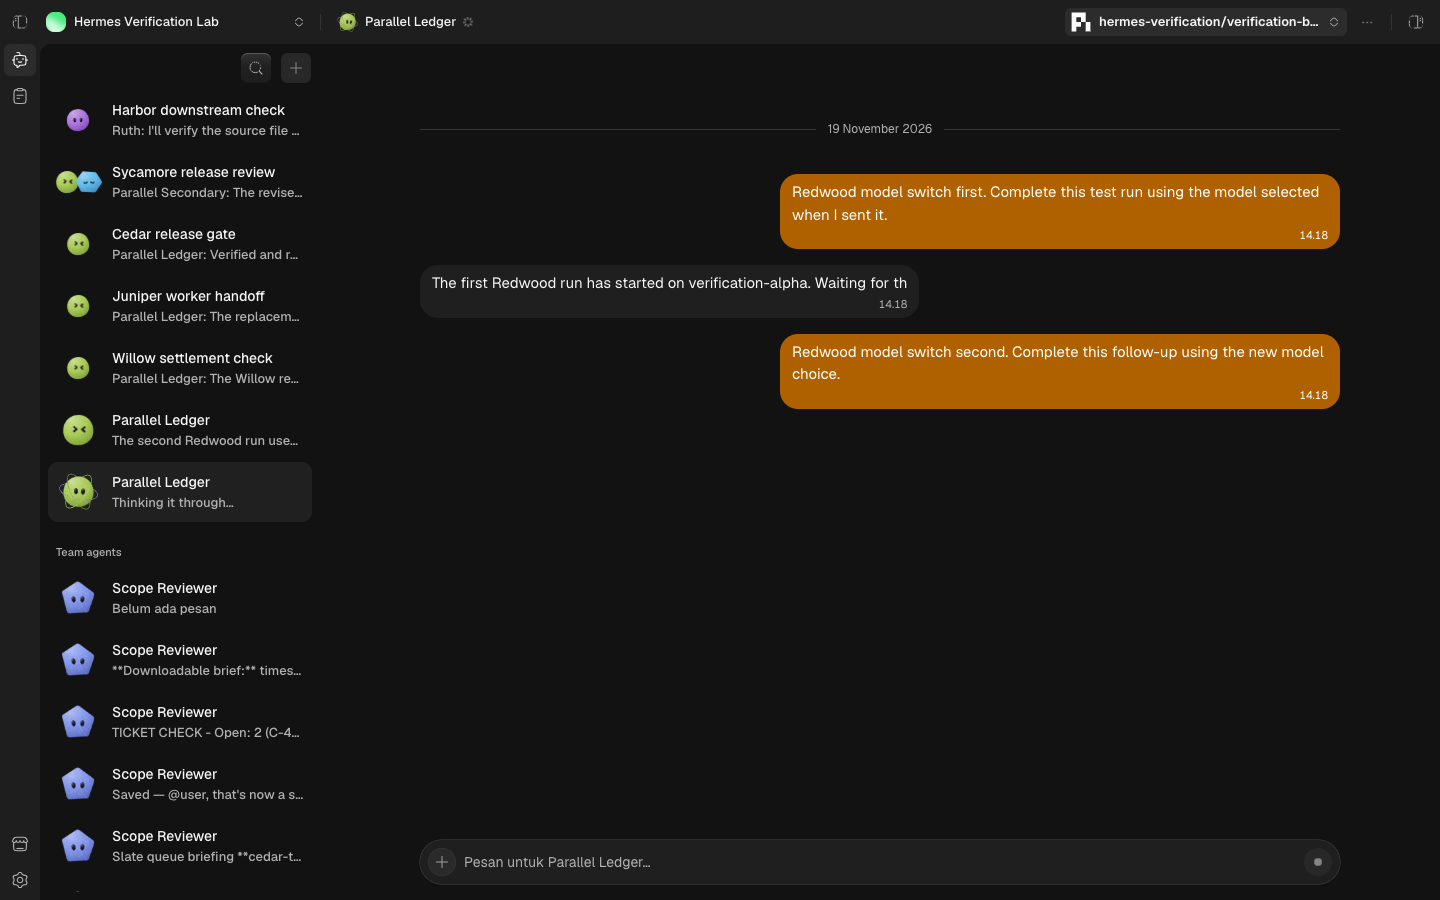 Hermes Verification Lab
Parallel Ledger
hermes-verification/verification-b...
Harbor downstream check
Ruth: I'll verify the source file ...
Sycamore release review
Parallel Secondary: The revise...
Cedar release gate
Parallel Ledger: Verified and r...
Juniper worker handoff
Parallel Ledger: The replacem...
Willow settlement check
Parallel Ledger: The Willow re...
Parallel Ledger
The second Redwood run use...
Parallel Ledger
Thinking it through...
Team agents
Scope Reviewer
Belum ada pesan
Scope Reviewer
**Downloadable brief:** times...
Scope Reviewer
TICKET CHECK - Open: 2 (C-4...
Scope Reviewer
Saved — @user, that's now a s...
Scope Reviewer
Slate queue briefing **cedar-t...
19 November 2026
Redwood model switch first. Complete this test run using the model selected
when I sent it.
14.18
The first Redwood run has started on verification-alpha. Waiting for th
14.18
Redwood model switch second. Complete this follow-up using the new model
choice.
14.18
Pesan untuk Parallel Ledger...